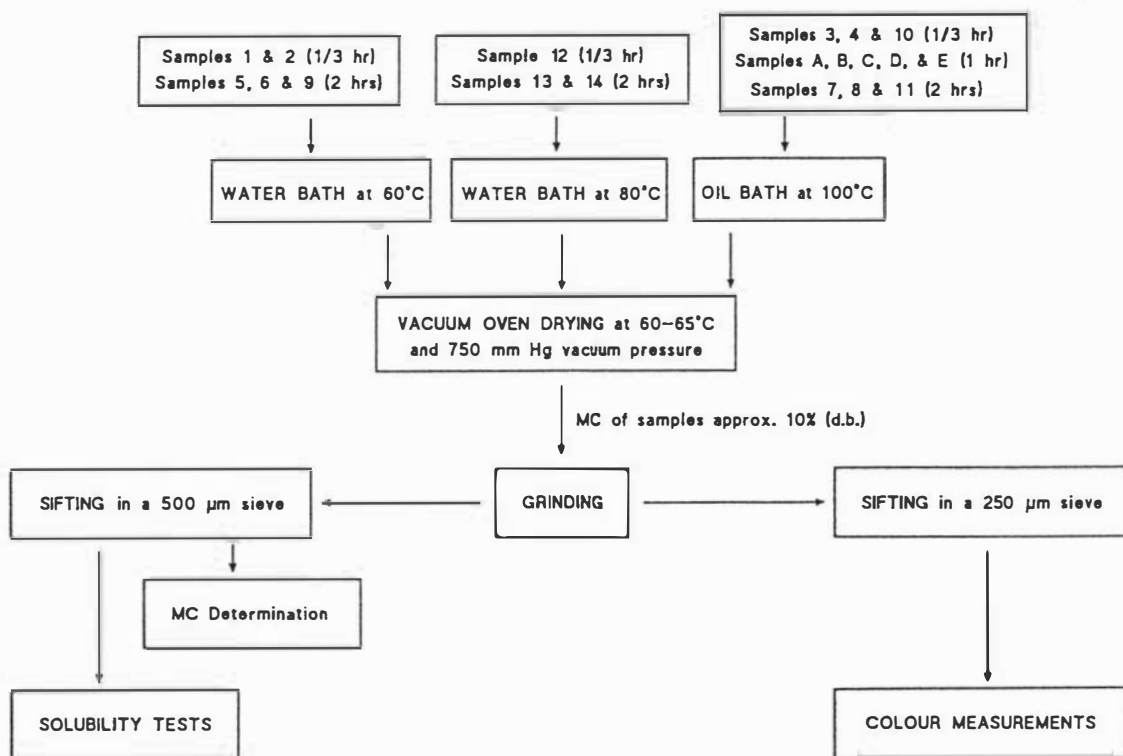 Samples 1 & 2 (1/3 hr)
Samples 5, 6 & 9 (2 hrs)
Sample 12 (1/3 hr)
Samples 13 & 14 (2 hrs)
Samples 3, 4 & 10 (1/3 hr)
Samples A, B, C, D, & E (1 hr)
Samples 7, 8 & 11 (2 hrs)
WATER BATH at 60°C
WATER BATH at 80°C
OIL BATH at 100°C
VACUUM OVEN DRYING at 60–65°C
and 750 mm Hg vacuum pressure
MC of samples approx. 10% (d.b.)
SIFTING in a 500 µm sieve
GRINDING
SIFTING in a 250 µm sieve
MC Determination
SOLUBILITY TESTS
COLOUR MEASUREMENTS